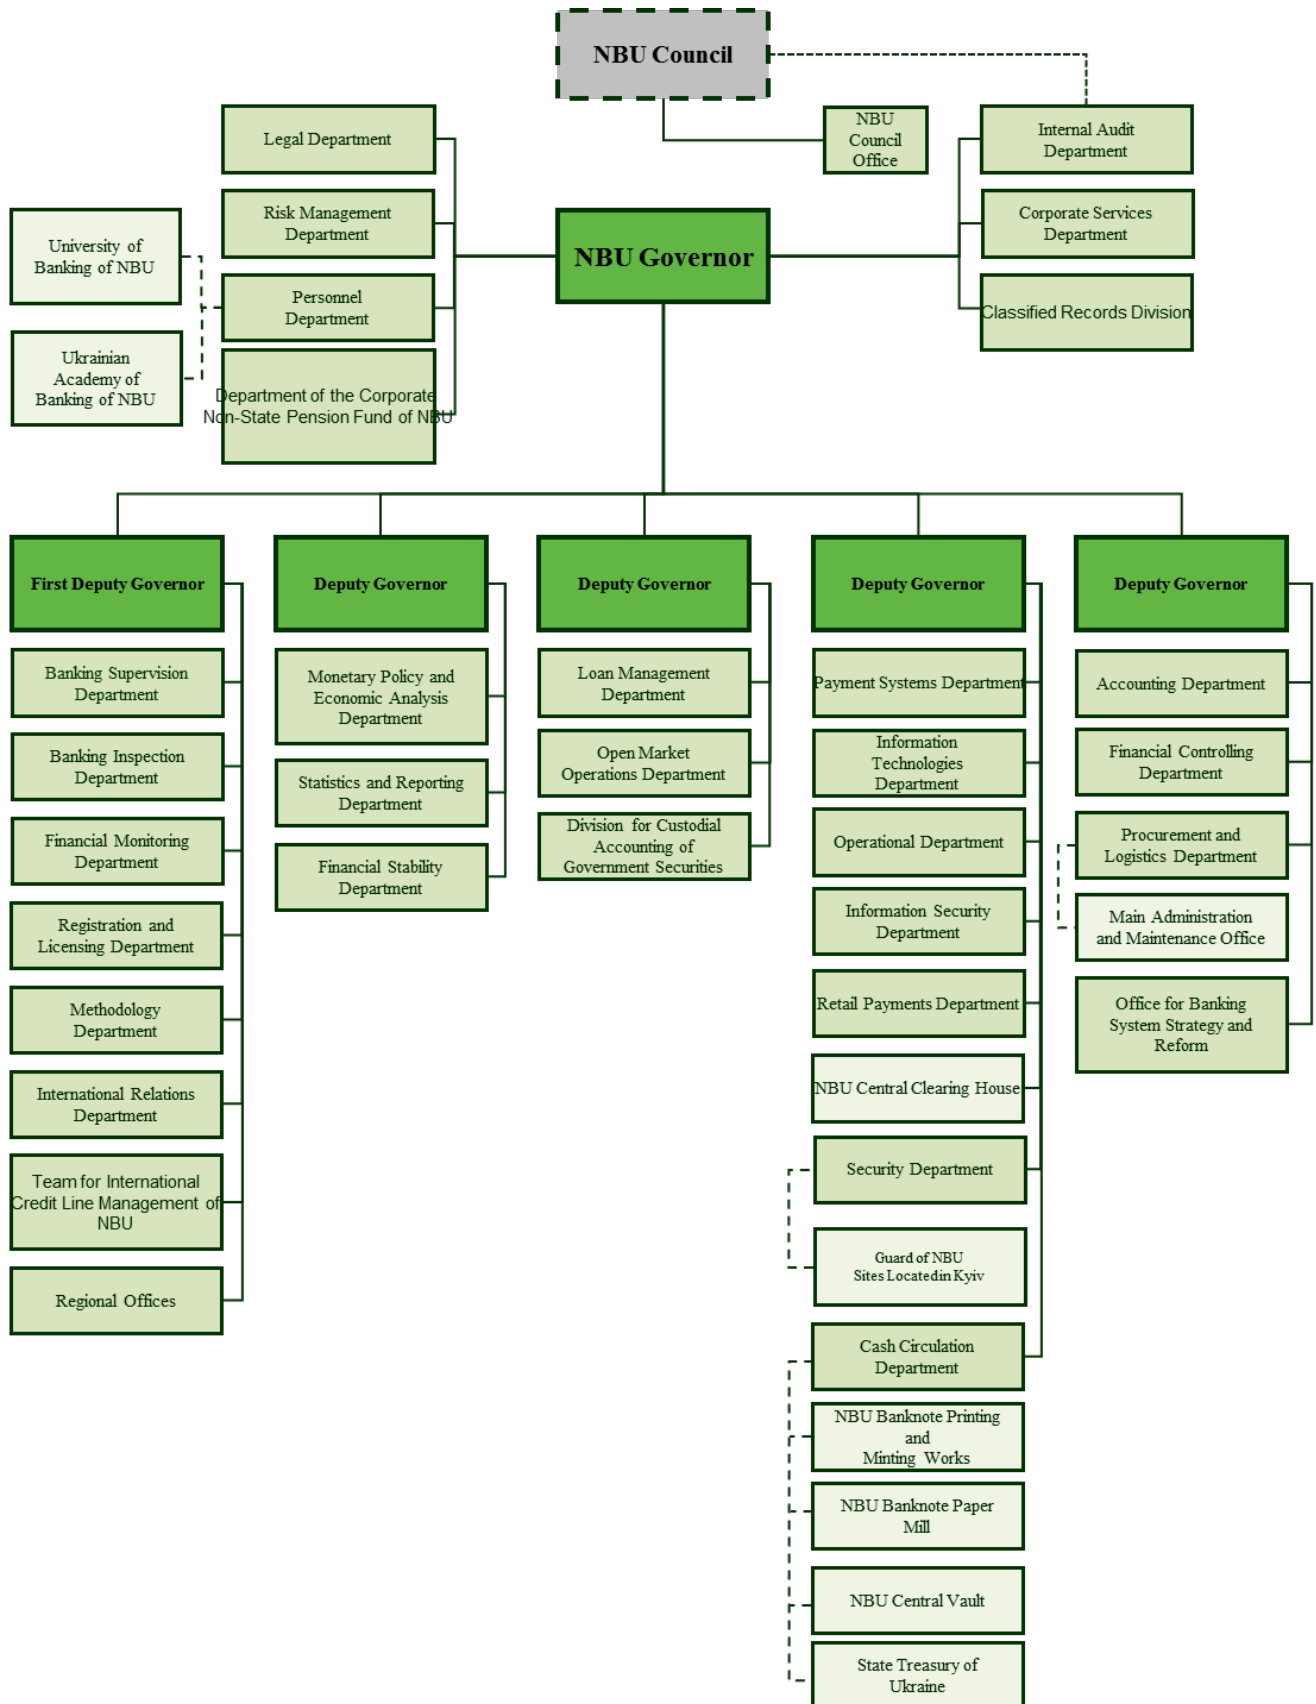 NBU Council
NBU
Council
Office
Legal Department
Risk Management
Department
Personnel
Department
Department of the Corporate
Non-State Pension Fund of NBU
University of
Banking of NBU
Ukrainian
Academy of
Banking of NBU
NBU Governor
Internal Audit
Department
Corporate Services
Department
Classified Records Division
First Deputy Governor
Banking Supervision
Department
Banking Inspection
Department
Financial Monitoring
Department
Registration and
Licensing Department
Methodology
Department
International Relations
Department
Team for International
Credit Line Management of
NBU
Regional Offices
Deputy Governor
Monetary Policy and
Economic Analysis
Department
Statistics and Reporting
Department
Financial Stability
Department
Deputy Governor
Loan Management
Department
Open Market
Operations Department
Division for Custodial
Accounting of
Government Securities
Deputy Governor
Payment Systems Department
Information
Technologies
Department
Operational Department
Information Security
Department
Retail Payments Department
NBU Central Clearing House
Security Department
Guard of NBU
Sites Locatedin Kyiv
Cash Circulation
Department
NBU Banknote Printing
and
Minting Works
NBU Banknote Paper
Mill
NBU Central Vault
State Treasury of
Ukraine
Deputy Governor
Accounting Department
Financial Controlling
Department
Procurement and
Logistics Department
Main Administration
and Maintenance Office
Office for Banking
System Strategy and
Reform